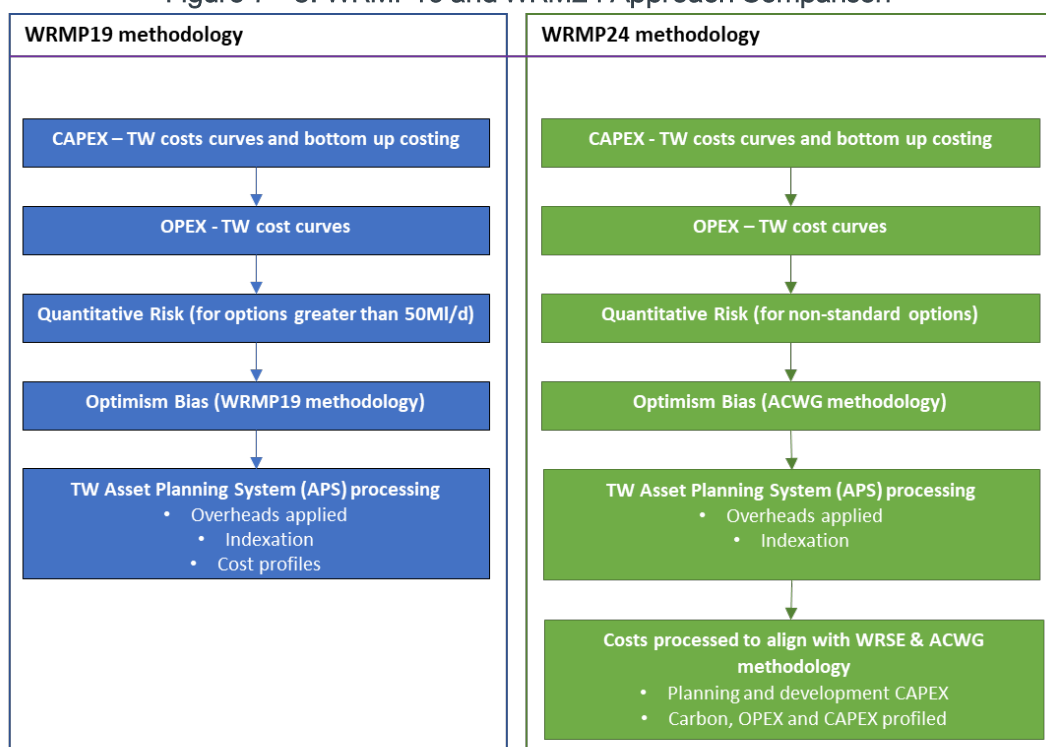 WRMP19 methodology
CAPEX – TW costs curves and bottom up costing
OPEX - TW cost curves
Quantitative Risk (for options greater than 50Ml/d)
Optimism Bias (WRMP19 methodology)
TW Asset Planning System (APS) processing
• Overheads applied
• Indexation
• Cost profiles
WRMP24 methodology
CAPEX - TW costs curves and bottom up costing
OPEX – TW cost curves
Quantitative Risk (for non-standard options)
Optimism Bias (ACWG methodology)
TW Asset Planning System (APS) processing
• Overheads applied
• Indexation
Costs processed to align with WRSE & ACWG
methodology
• Planning and development CAPEX
• Carbon, OPEX and CAPEX profiled